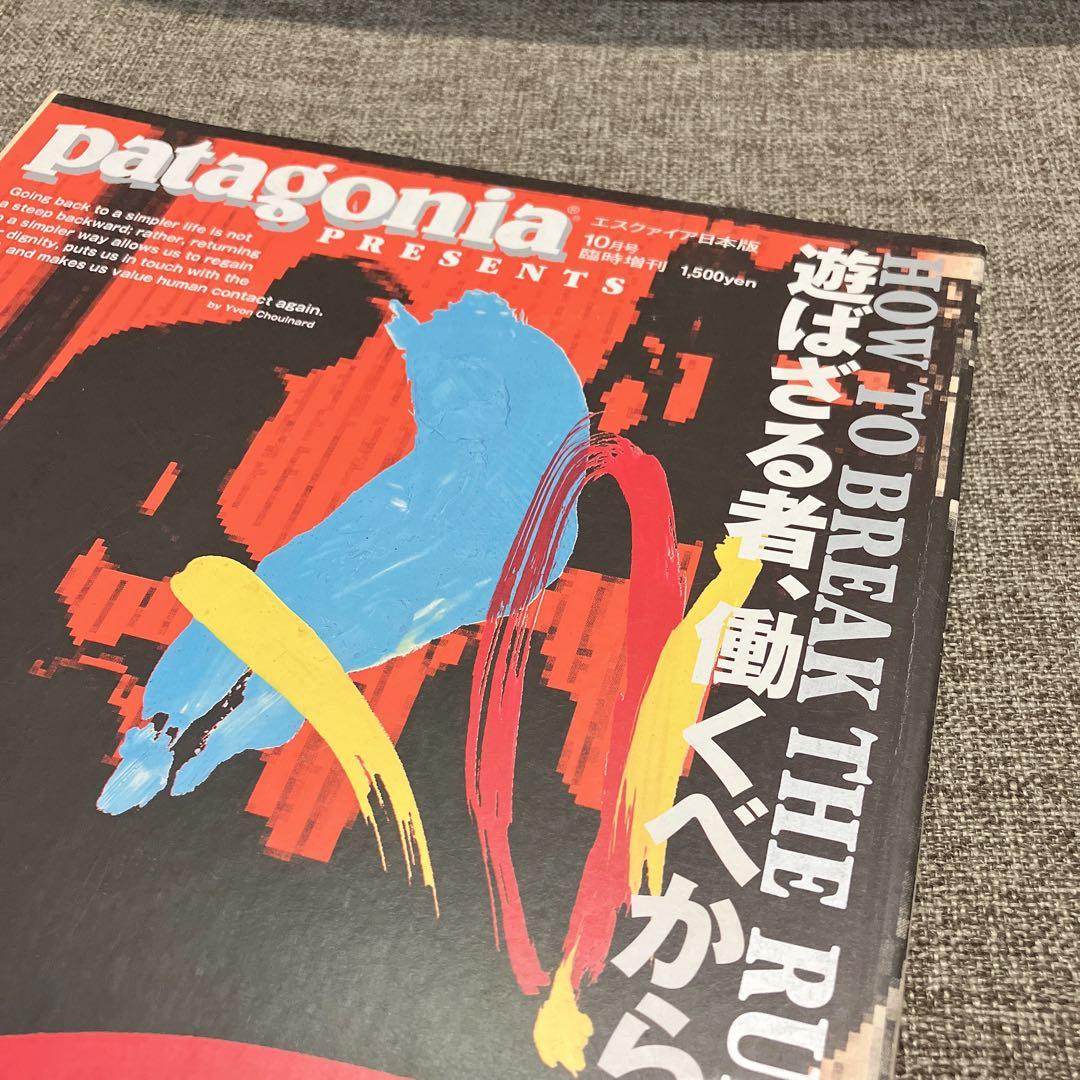 patagonia®
PRESENTS
Going back to a simpler life is not
a steep backward; rather, returning
a simpler way allows us to regain
dignity, puts us in touch with the
and makes us value human contact again.
by Yvon Chouinard
エスクァイア日本版
10月号
臨時増刊 1,500yen
HOW TO BREAK THE RU
遊ばざる者、働くべから